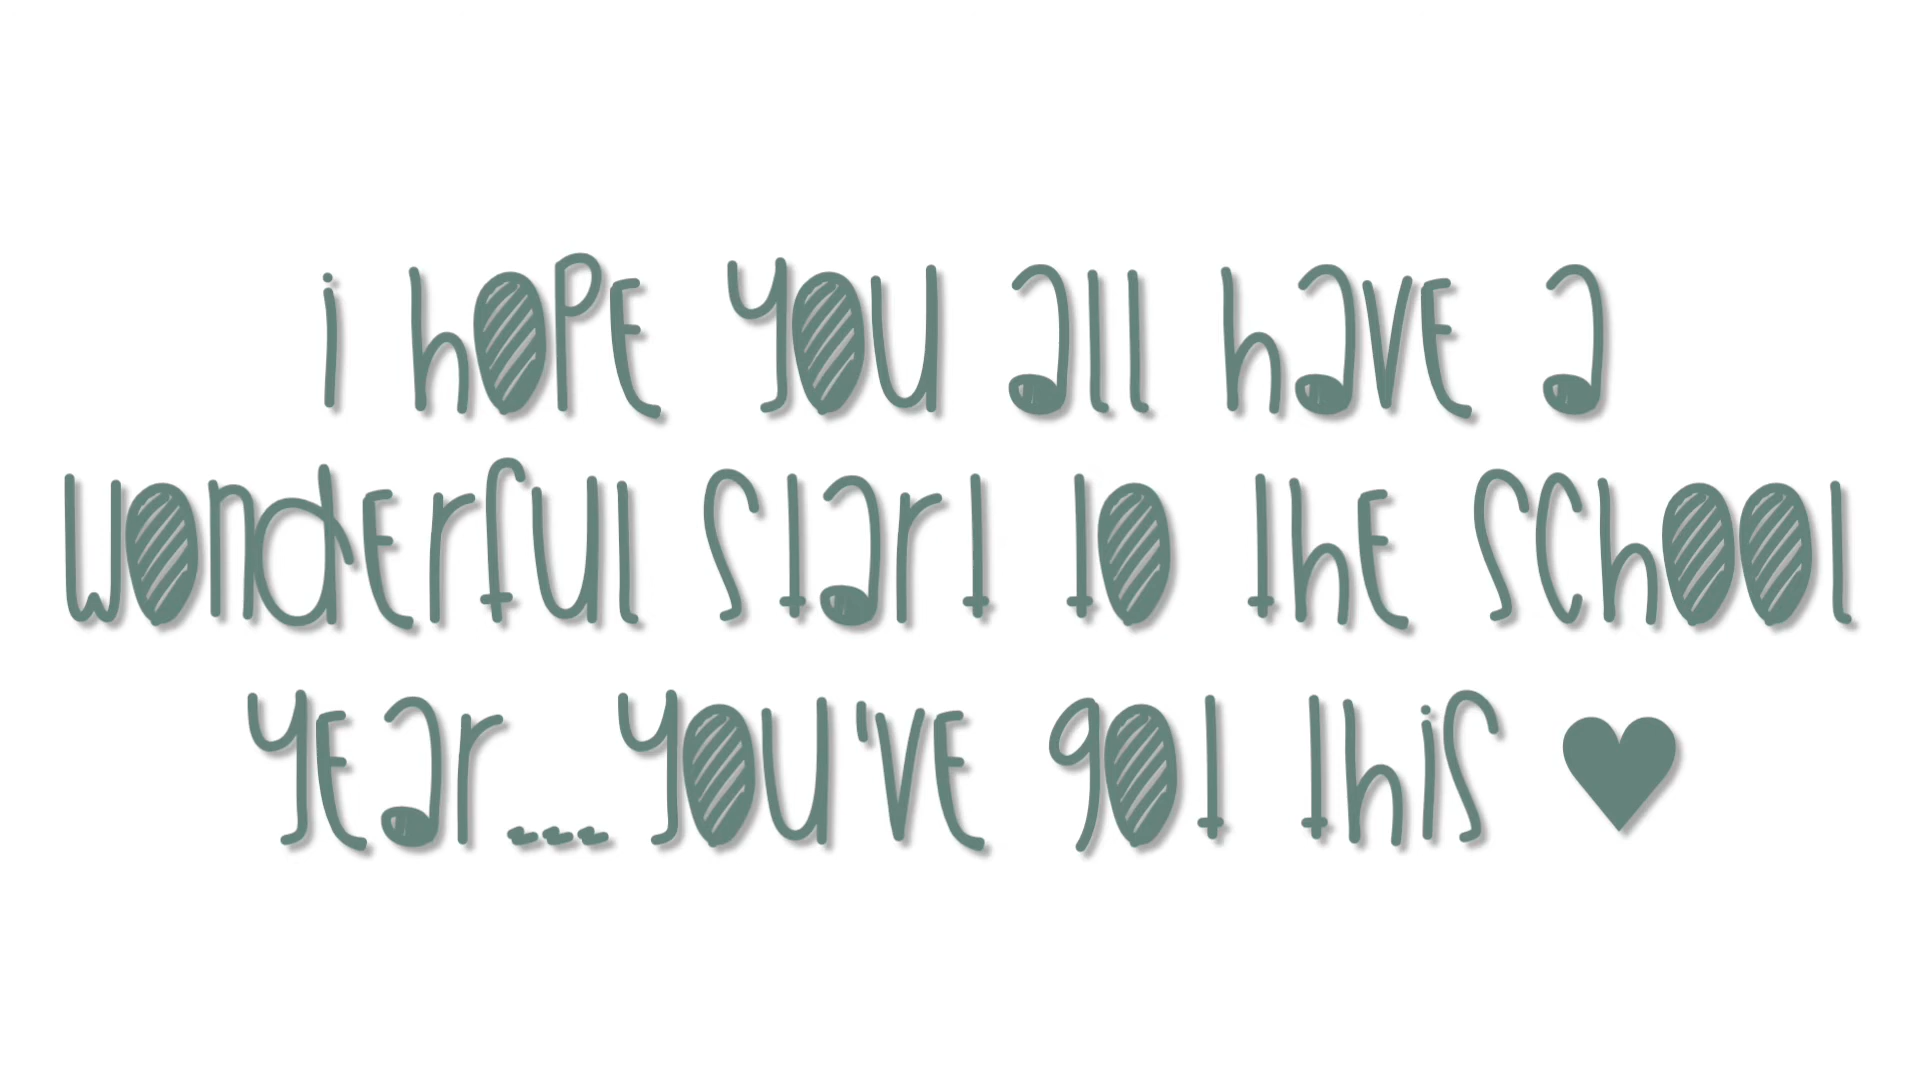 i hope you all have a
wonderful start to the school
year...you've got this ♥